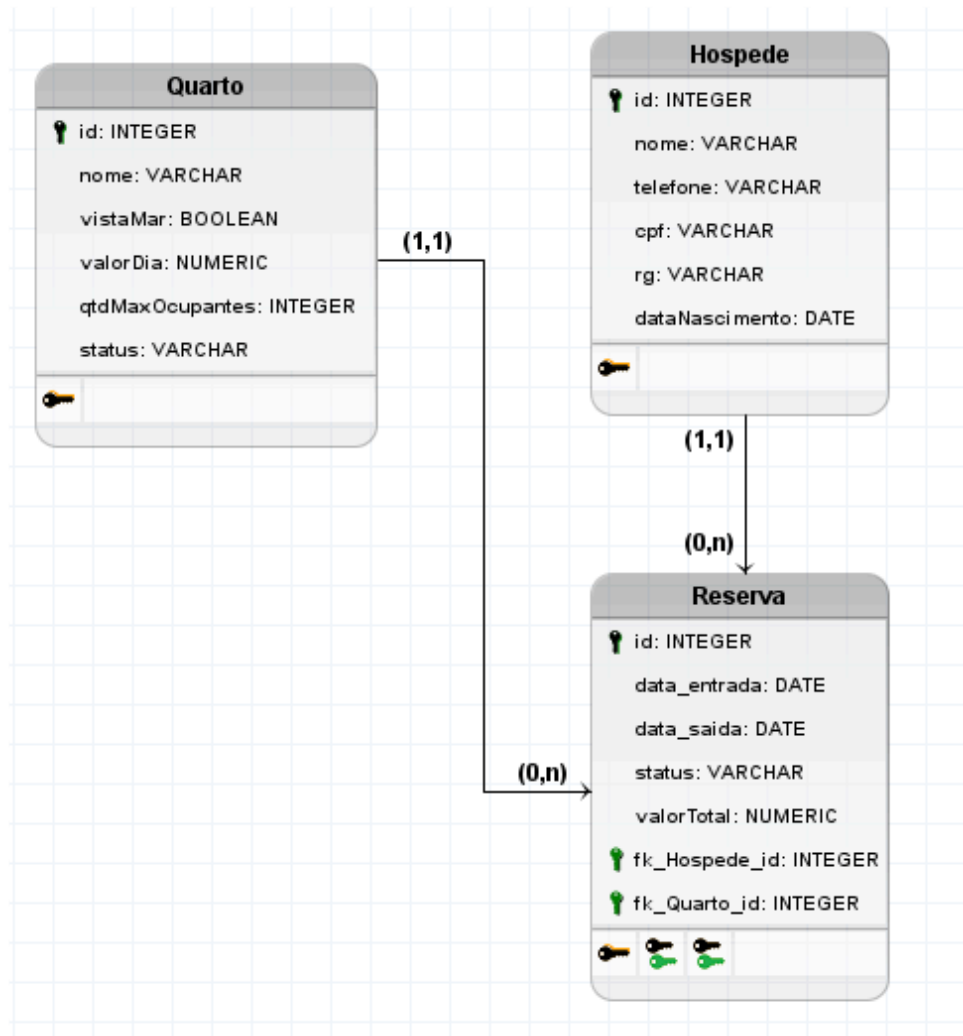 Quarto
id: INTEGER
nome: VARCHAR
vistaMar: BOOLEAN
valorDia: NUMERIC
qtdMaxOcupantes: INTEGER
status: VARCHAR
(1,1)
(0,n)
Hospede
id: INTEGER
nome: VARCHAR
telefone: VARCHAR
cpf: VARCHAR
rg: VARCHAR
dataNascimento: DATE
(1,1)
(0,n)
Reserva
id: INTEGER
data_entrada: DATE
data_saida: DATE
status: VARCHAR
valorTotal: NUMERIC
fk_Hospede_id: INTEGER
fk_Quarto_id: INTEGER